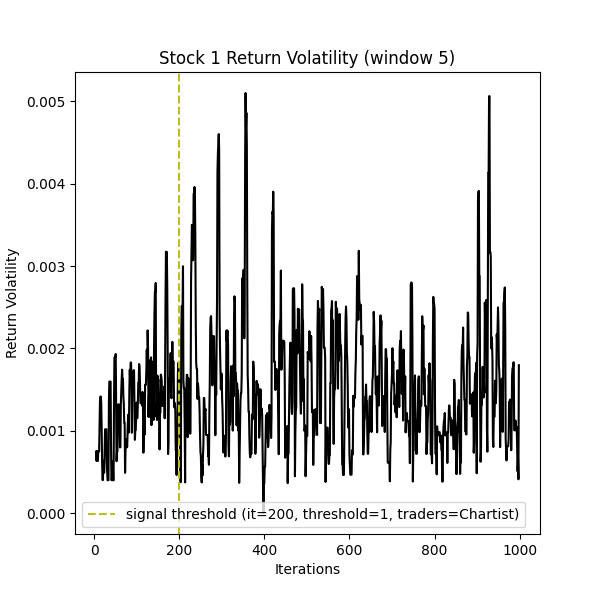 Stock 1 Return Volatility (window 5)
Return Volatility
0.005
0.004
0.003
0.002
0.001
0.000
signal threshold (it=200, threshold=1, traders=Chartist)
0 200 400 600 800 1000
Iterations